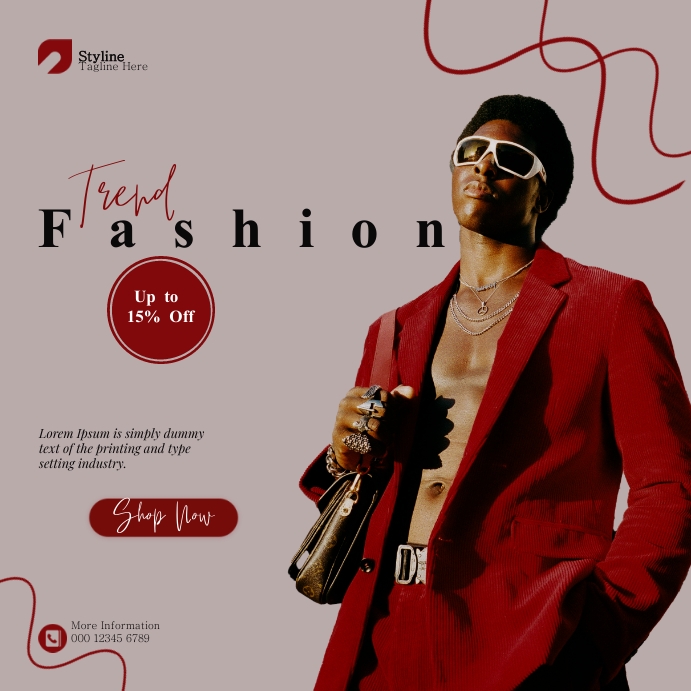 Styline
Tagline Here
Trend
Fashion
Up to
15% Off
Lorem Ipsum is simply dummy
text of the printing and type
setting industry.
Shop Now
More Information
000 12345 6789